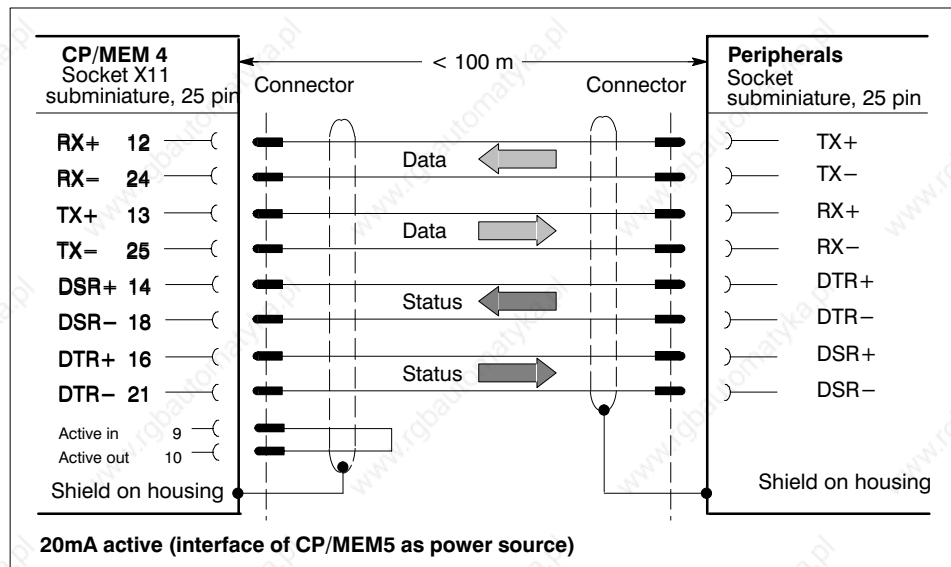 CP/MEM 4
Socket X11
subminiature, 25 pin
< 100 m
Connector
Connector
Peripherals
Socket
subminiature, 25 pin
RX+ 12
TX+
Data
RX− 24
TX−
TX+ 13
RX+
Data
TX− 25
RX−
DSR+ 14
DTR+
Status
DSR− 18
DTR−
DTR+ 16
DSR+
Status
DTR− 21
DSR−
Active in 9
Active out 10
Shield on housing
Shield on housing
20mA active (interface of CP/MEM5 as power source)
www.rgbautomatyka.pl